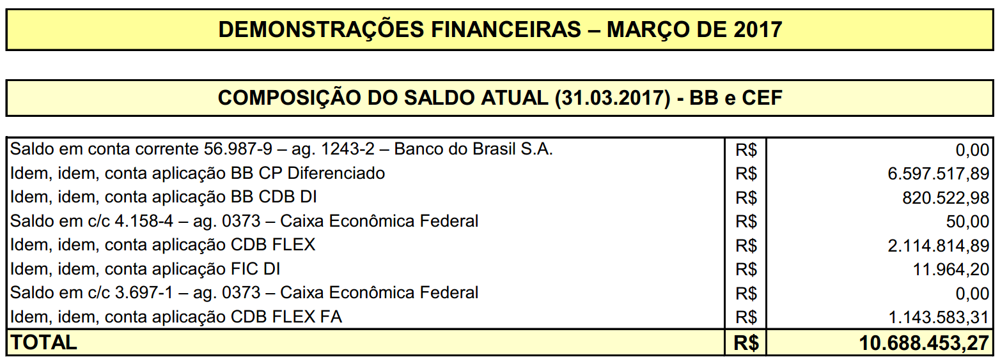 DEMONSTRAÇÕES FINANCEIRAS – MARÇO DE 2017
COMPOSIÇÃO DO SALDO ATUAL (31.03.2017) - BB e CEF
Saldo em conta corrente 56.987-9 – ag. 1243-2 – Banco do Brasil S.A. R$ 0,00
Idem, idem, conta aplicação BB CP Diferenciado R$ 6.597.517,89
Idem, idem, conta aplicação BB CDB DI R$ 820.522,98
Saldo em c/c 4.158-4 – ag. 0373 – Caixa Econômica Federal R$ 50,00
Idem, idem, conta aplicação CDB FLEX R$ 2.114.814,89
Idem, idem, conta aplicação FIC DI R$ 11.964,20
Saldo em c/c 3.697-1 – ag. 0373 – Caixa Econômica Federal R$ 0,00
Idem, idem, conta aplicação CDB FLEX FA R$ 1.143.583,31
TOTAL R$ 10.688.453,27